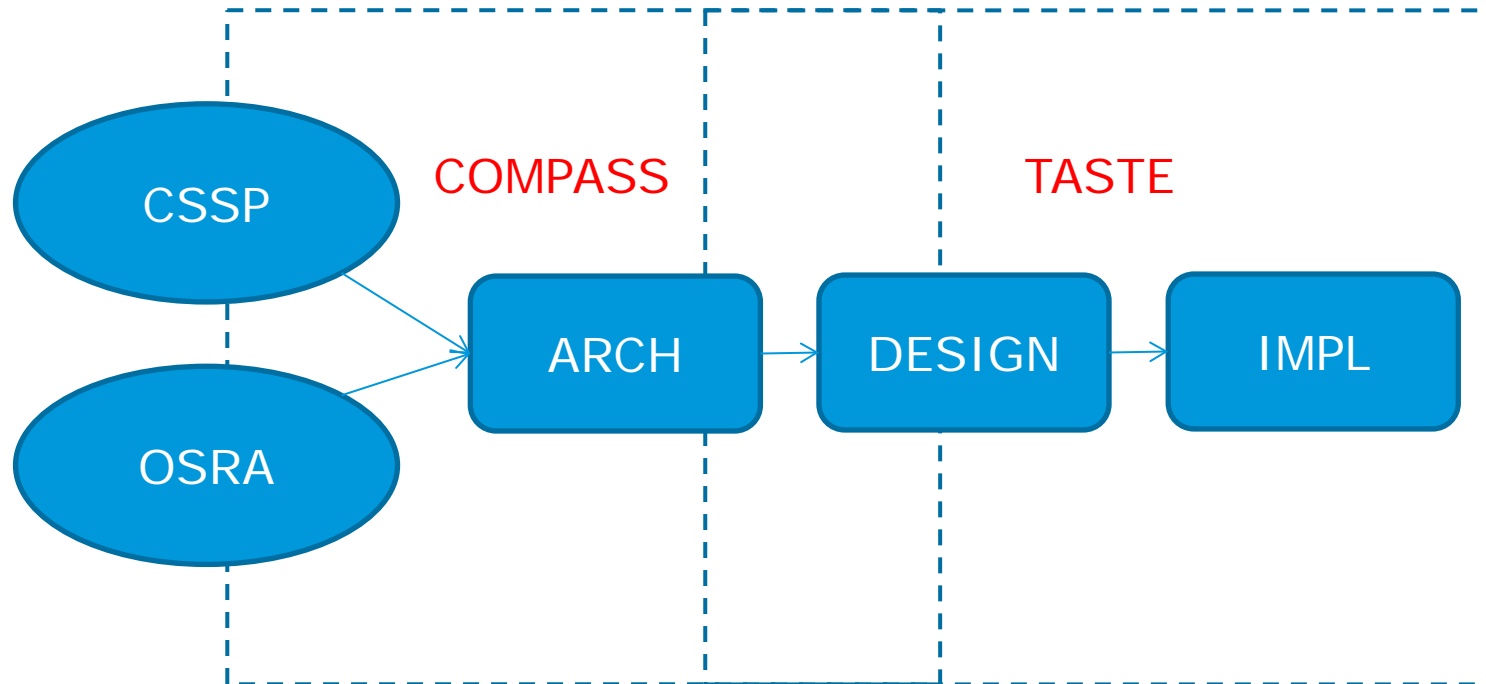 COMPASS
TASTE
CSSP
OSRA
ARCH
DESIGN
IMPL